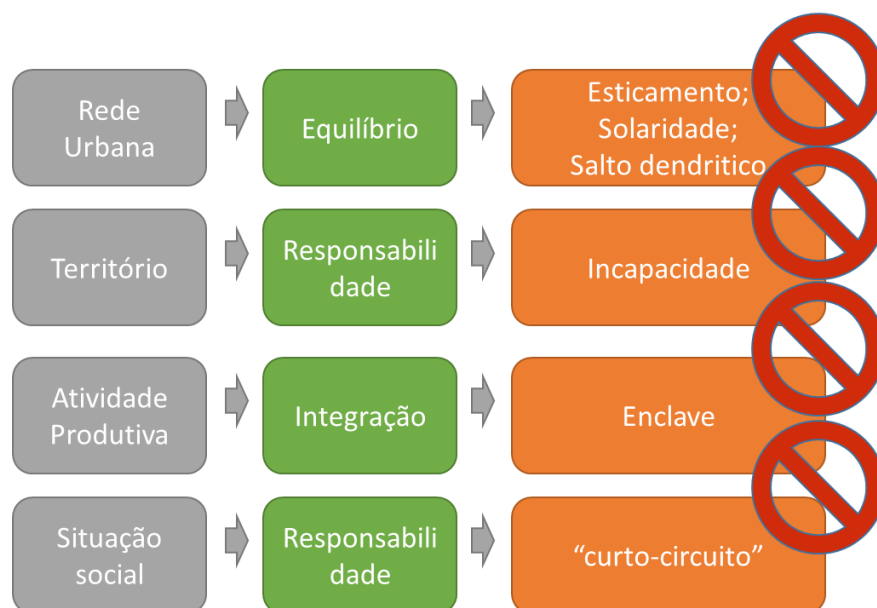 Rede
Urbana
Equilíbrio
Esticamento;
Solaridade;
Salto dendritico
Território
Responsabili
dade
Incapacidade
Atividade
Produtiva
Integração
Enclave
Situação
social
Responsabili
dade
“curto-circuito”